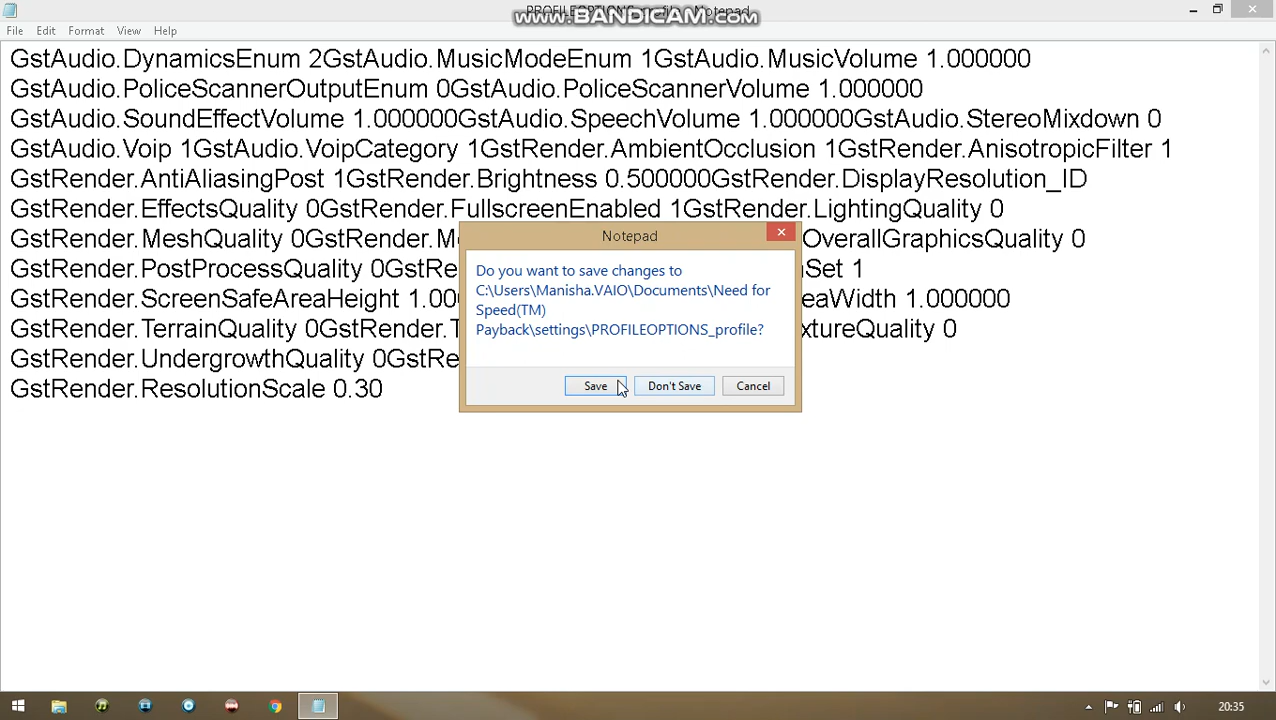 PROFILEOPTIONS_profile - Notepad
www.BANDICAM.com
File Edit Format View Help
GstAudio.DynamicsEnum 2GstAudio.MusicModeEnum 1GstAudio.MusicVolume 1.000000
GstAudio.PoliceScannerOutputEnum 0GstAudio.PoliceScannerVolume 1.000000
GstAudio.SoundEffectVolume 1.000000GstAudio.SpeechVolume 1.000000GstAudio.StereoMixdown 0
GstAudio.Voip 1GstAudio.VoipCategory 1GstRender.AmbientOcclusion 1GstRender.AnisotropicFilter 1
GstRender.AntiAliasingPost 1GstRender.Brightness 0.500000GstRender.DisplayResolution_ID
GstRender.EffectsQuality 0GstRender.FullscreenEnabled 1GstRender.LightingQuality 0
GstRender.MeshQuality 0GstRender.M OverallGraphicsQuality 0
GstRender.PostProcessQuality 0GstRe Set 1
GstRender.ScreenSafeAreaHeight 1.00 eaWidth 1.000000
GstRender.TerrainQuality 0GstRender.T xtureQuality 0
GstRender.UndergrowthQuality 0GstRe
GstRender.ResolutionScale 0.30
Notepad
Do you want to save changes to
C:\Users\Manisha.VAIO\Documents\Need for
Speed(TM)
Payback\settings\PROFILEOPTIONS_profile?
Save Don't Save Cancel
20:35